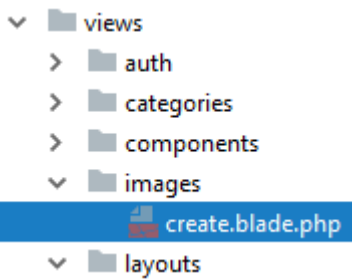 views
auth
categories
components
images
create.blade.php
layouts